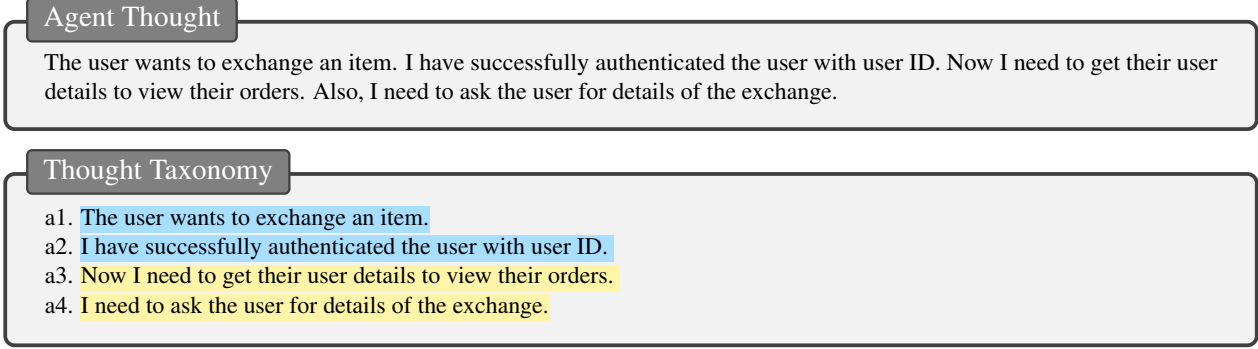 Agent Thought
The user wants to exchange an item. I have successfully authenticated the user with user ID. Now I need to get their user
details to view their orders. Also, I need to ask the user for details of the exchange.
Thought Taxonomy
a1. The user wants to exchange an item.
a2. I have successfully authenticated the user with user ID.
a3. Now I need to get their user details to view their orders.
a4. I need to ask the user for details of the exchange.